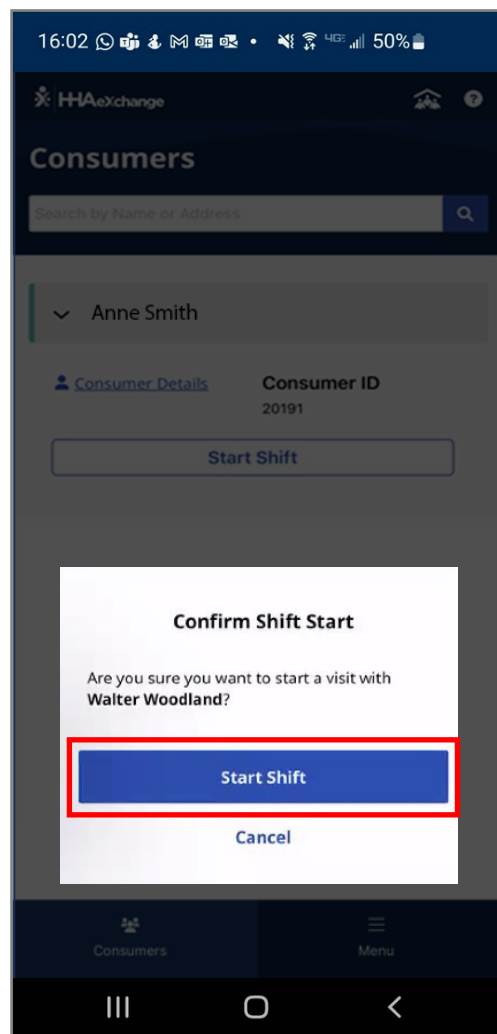 16:02 4GE 50%
HHAeXchange
Consumers
Search by Name or Address
Anne Smith
Consumer Details Consumer ID
20191
Start Shift
Confirm Shift Start
Are you sure you want to start a visit with
Walter Woodland?
Start Shift
Cancel
Consumers Menu